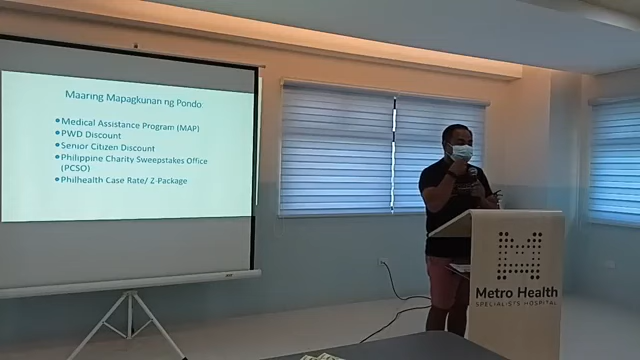 Maaring Mapagkunan ng Pondo
•Medical Assistance Program (MAP)
•PWD Discount
•Senior Citizen Discount
•Philippine Charity Sweepstakes Office
(PCSO)
•Philhealth Case Rate/ Z-Package
Metro Health
SPECIALISTS HOSPITAL